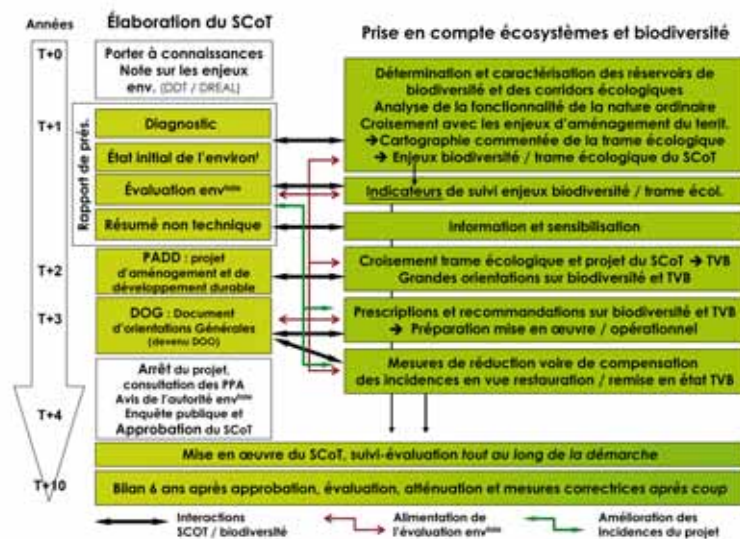 Années
Élaboration du SCoT
Prise en compte écosystèmes et biodiversité
T+0
Porter à connaissances
Note sur les enjeux
env. (DDT / DREAL)
T+1
Rapport de prés.
Diagnostic
État initial de l'environᵗ
Évaluation envᵗᵃˡᵉ
Résumé non technique
T+2
PADD : projet
d'aménagement et de
développement durable
T+3
DOG : Document
d'orientations Générales
(devenu DOO)
Arrêt du projet,
consultation des PPA
Avis de l'autorité envᵗᵃˡᵉ
Enquête publique et
Approbation du SCoT
T+4
Détermination et caractérisation des réservoirs de
biodiversité et des corridors écologiques
Analyse de la fonctionnalité de la nature ordinaire
Croisement avec les enjeux d'aménagement du territ.
→ Cartographie commentée de la trame écologique
→ Enjeux biodiversité / trame écologique du SCoT
Indicateurs de suivi enjeux biodiversité / trame écol.
Information et sensibilisation
Croisement trame écologique et projet du SCoT → TVB
Grandes orientations sur biodiversité et TVB
Prescriptions et recommandations sur biodiversité et TVB
→ Préparation mise en œuvre / opérationnel
Mesures de réduction voire de compensation
des incidences en vue restauration / remise en état TVB
Mise en œuvre du SCoT, suivi-évaluation tout au long de la démarche
T+10
Bilan 6 ans après approbation, évaluation, atténuation et mesures correctrices après coup
Interactions
SCOT / biodiversité
Alimentation de
l'évaluation envᵗᵃˡᵉ
Amélioration des
incidences du projet